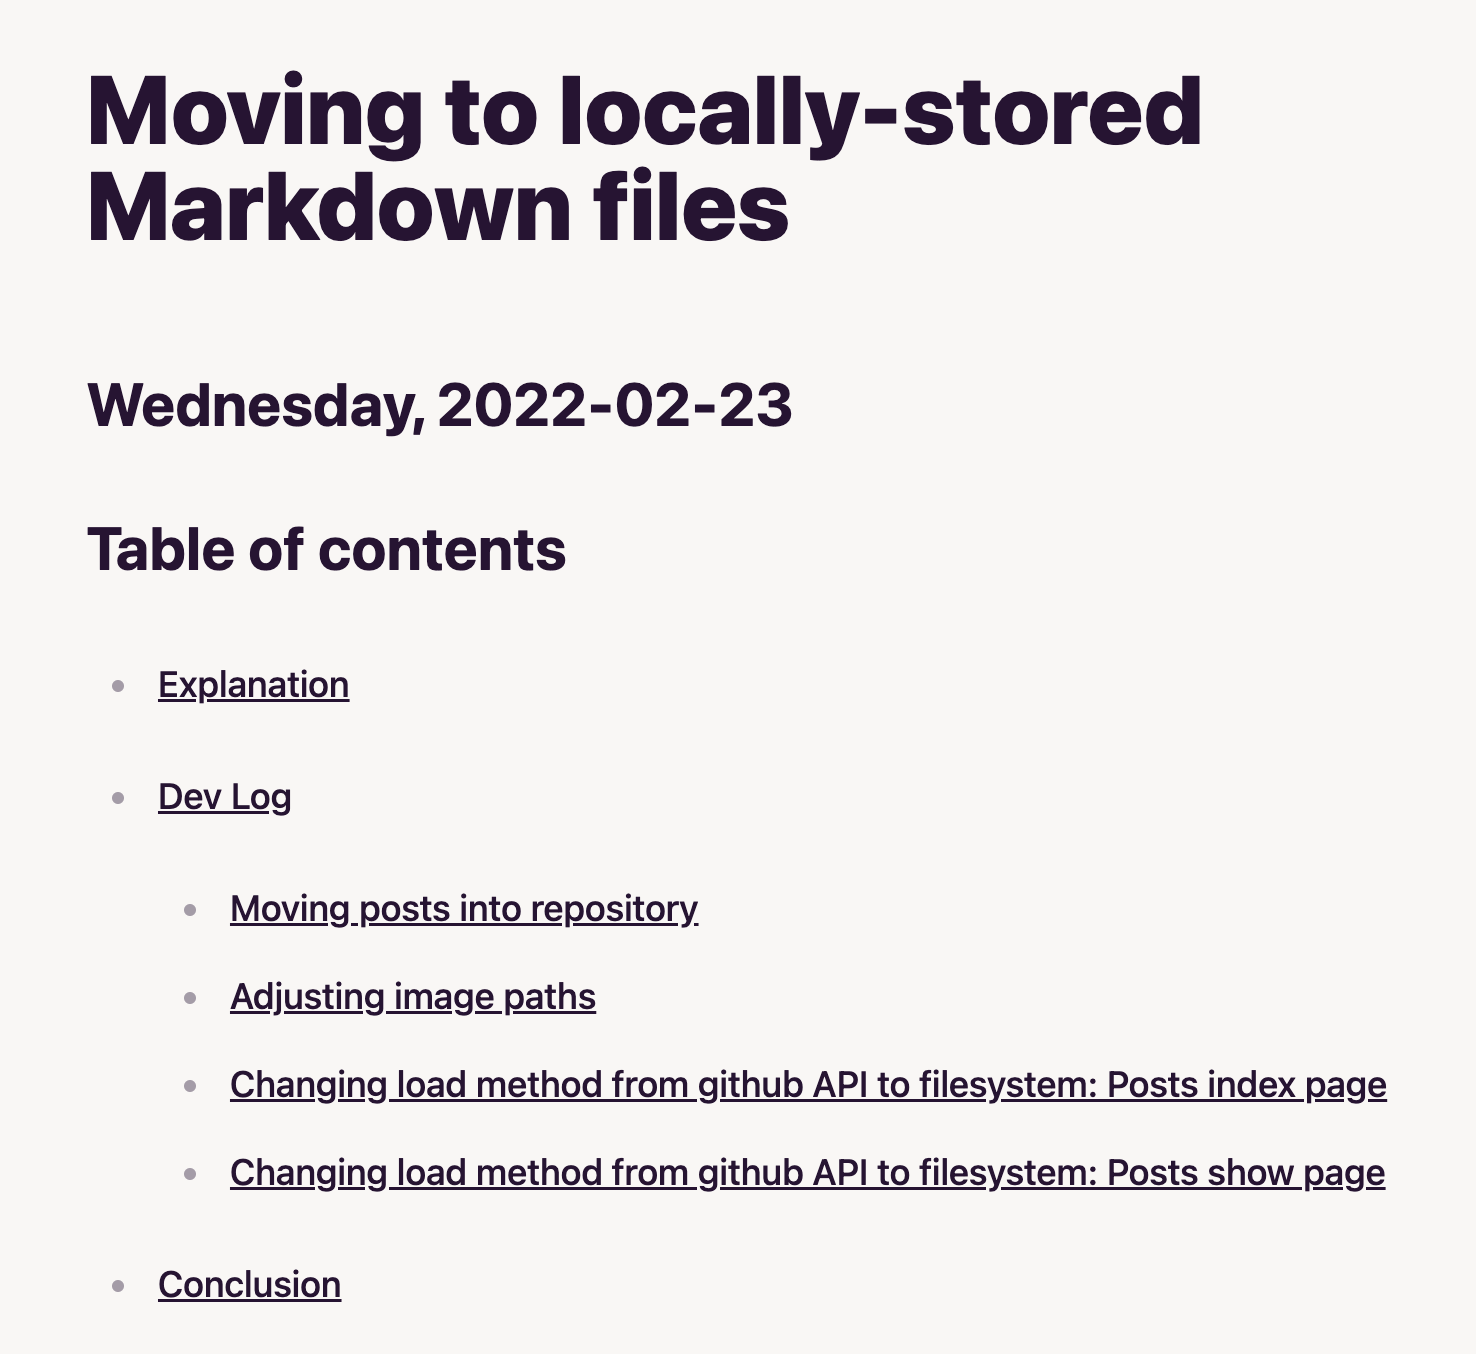 Moving to locally-stored
Markdown files
Wednesday, 2022-02-23
Table of contents
Explanation
Dev Log
Moving posts into repository
Adjusting image paths
Changing load method from github API to filesystem: Posts index page
Changing load method from github API to filesystem: Posts show page
Conclusion